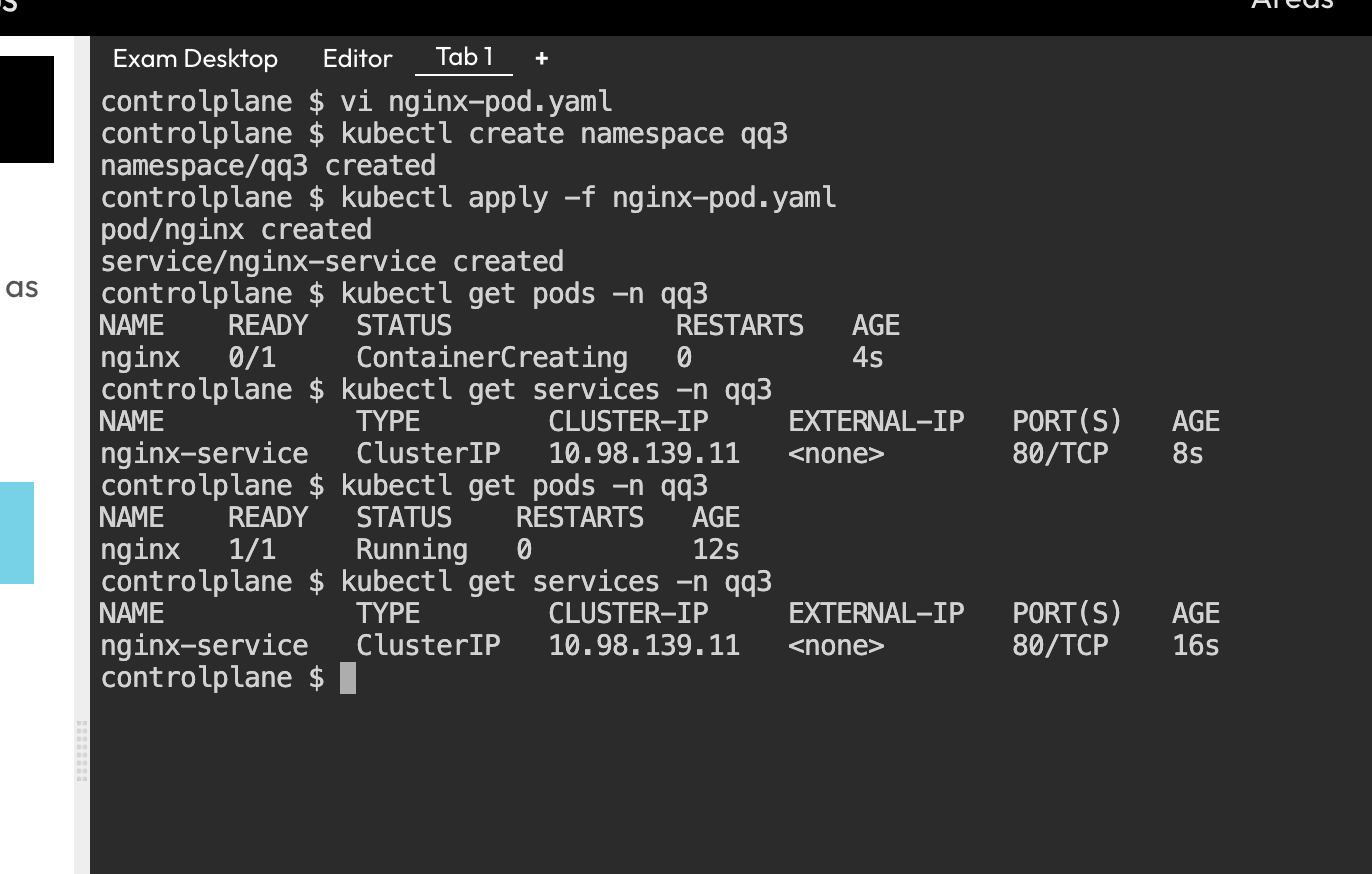 Areas
Exam Desktop Editor Tab 1 +
controlplane $ vi nginx-pod.yaml
controlplane $ kubectl create namespace qq3
namespace/qq3 created
controlplane $ kubectl apply -f nginx-pod.yaml
pod/nginx created
service/nginx-service created
as
controlplane $ kubectl get pods -n qq3
NAME READY STATUS RESTARTS AGE
nginx 0/1 ContainerCreating 0 4s
controlplane $ kubectl get services -n qq3
NAME TYPE CLUSTER-IP EXTERNAL-IP PORT(S) AGE
nginx-service ClusterIP 10.98.139.11 <none> 80/TCP 8s
controlplane $ kubectl get pods -n qq3
NAME READY STATUS RESTARTS AGE
nginx 1/1 Running 0 12s
controlplane $ kubectl get services -n qq3
NAME TYPE CLUSTER-IP EXTERNAL-IP PORT(S) AGE
nginx-service ClusterIP 10.98.139.11 <none> 80/TCP 16s
controlplane $